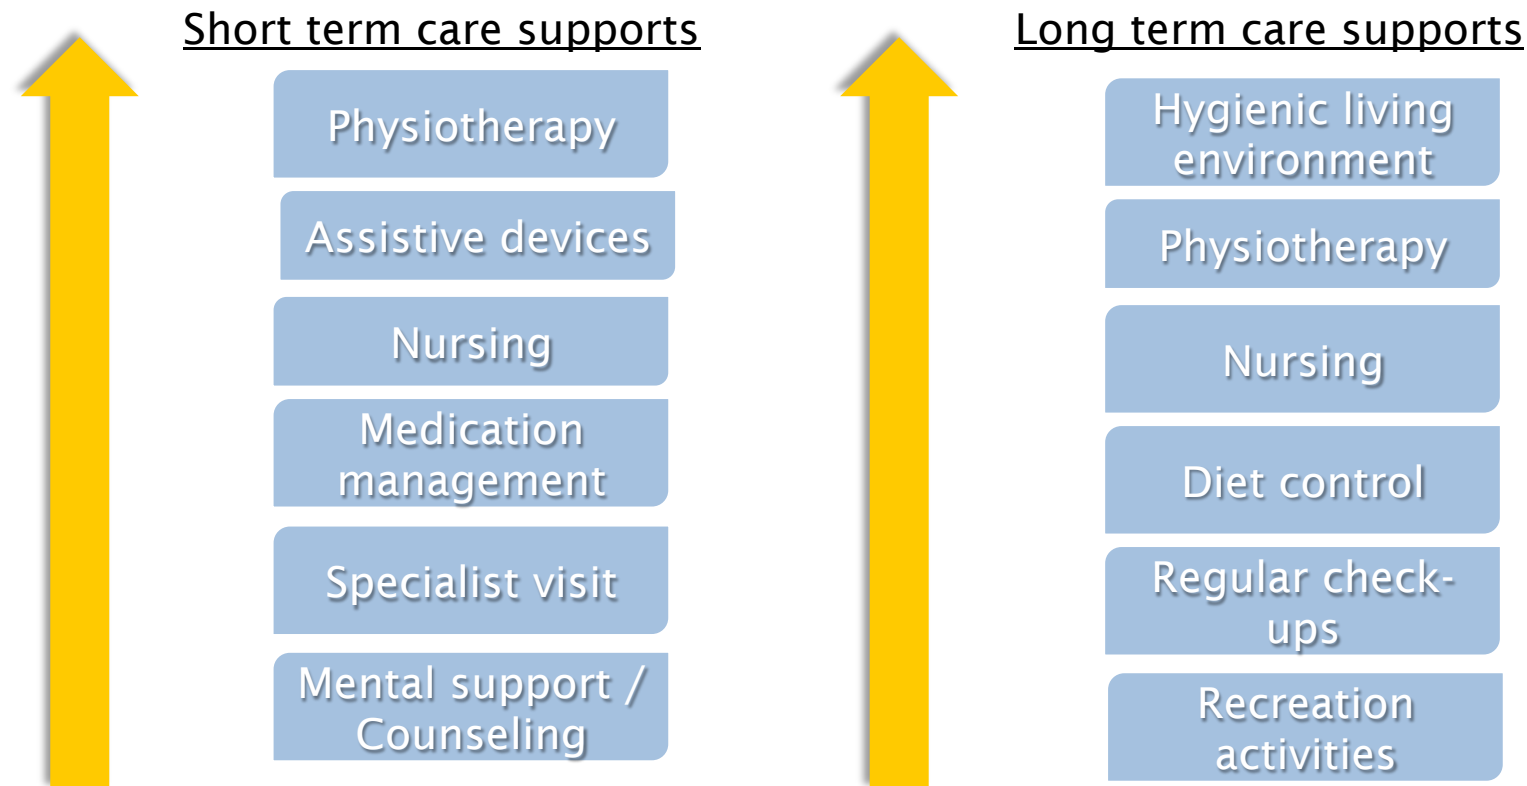 Short term care supports
Physiotherapy
Assistive devices
Nursing
Medication
management
Specialist visit
Mental support /
Counseling
Long term care supports
Hygienic living
environment
Physiotherapy
Nursing
Diet control
Regular check-
ups
Recreation
activities